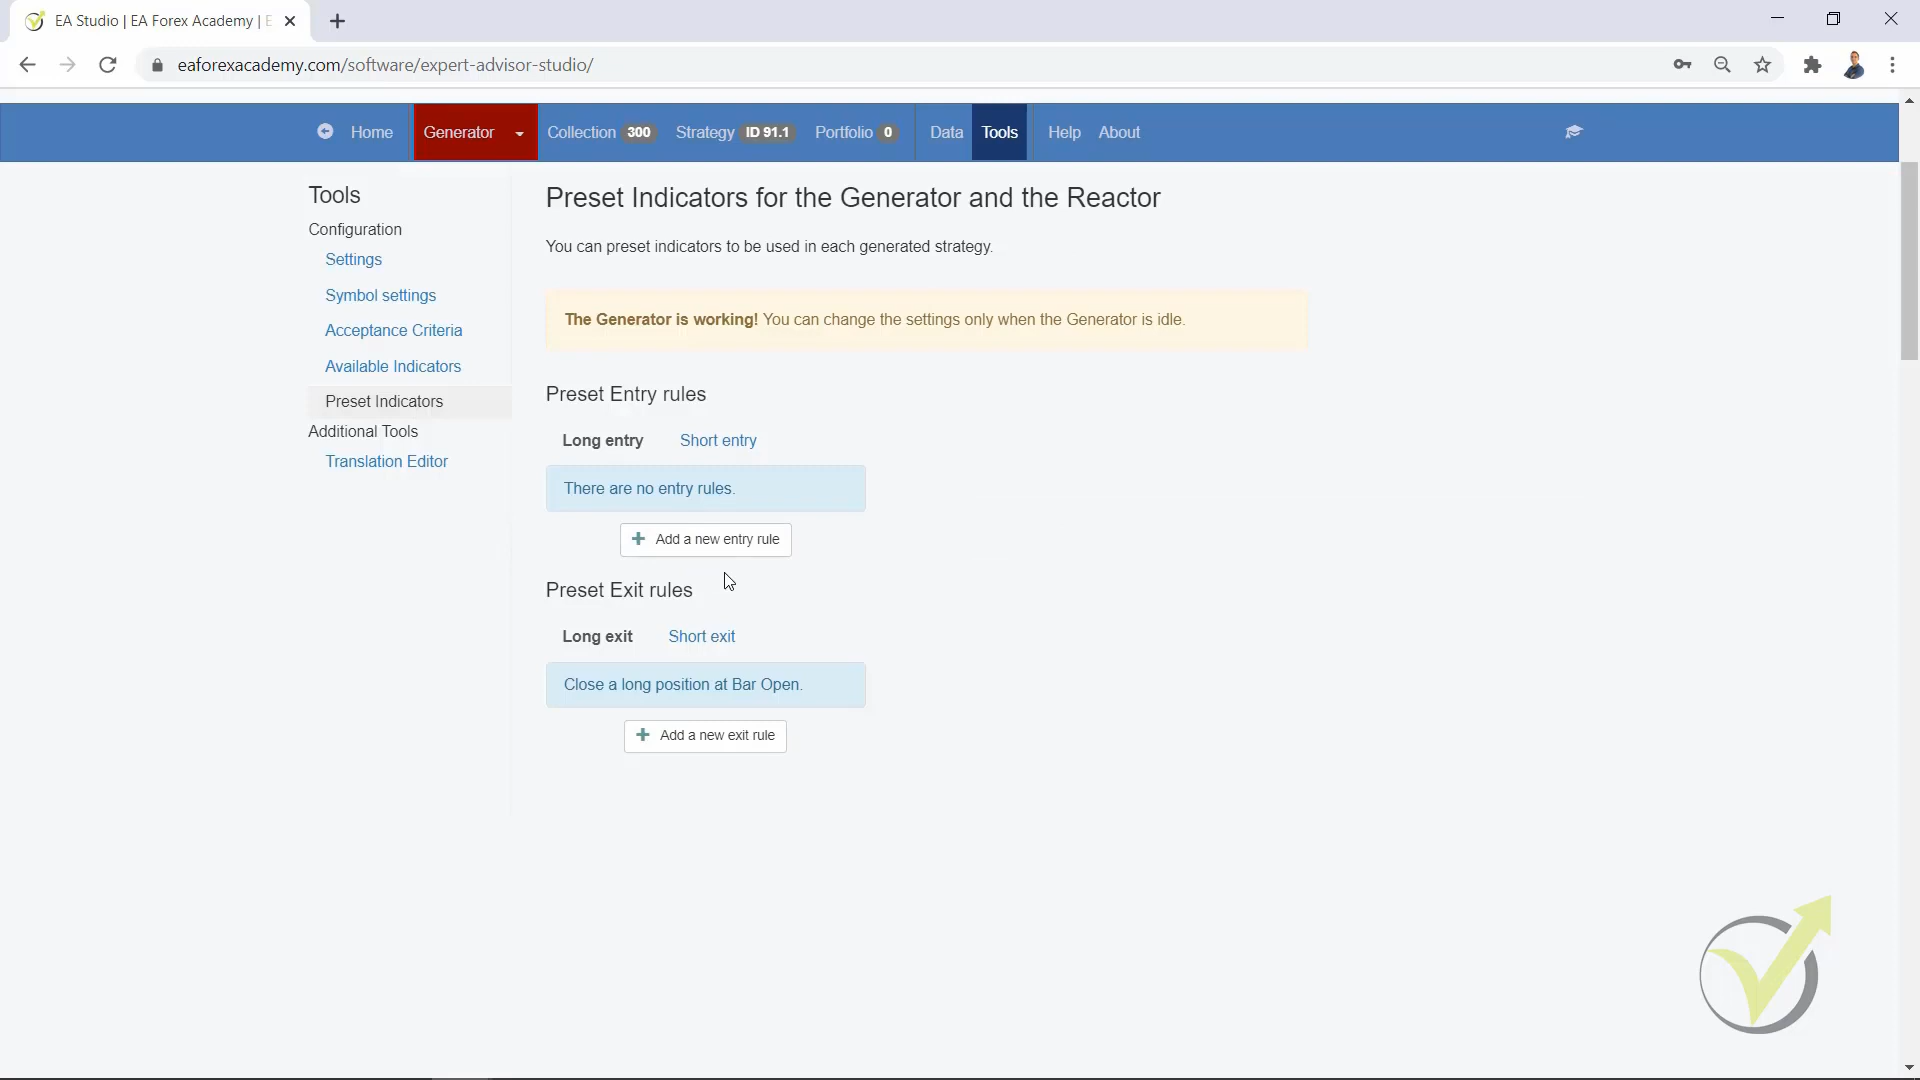 EA Studio | EA Forex Academy | E
eaforexacademy.com/software/expert-advisor-studio/
Home Generator Collection 300 Strategy ID 91.1 Portfolio 0 Data Tools Help About
Tools
Configuration
Settings
Symbol settings
Acceptance Criteria
Available Indicators
Preset Indicators
Additional Tools
Translation Editor
Preset Indicators for the Generator and the Reactor
You can preset indicators to be used in each generated strategy.
The Generator is working! You can change the settings only when the Generator is idle.
Preset Entry rules
Long entry Short entry
There are no entry rules.
Add a new entry rule
Preset Exit rules
Long exit Short exit
Close a long position at Bar Open.
Add a new exit rule